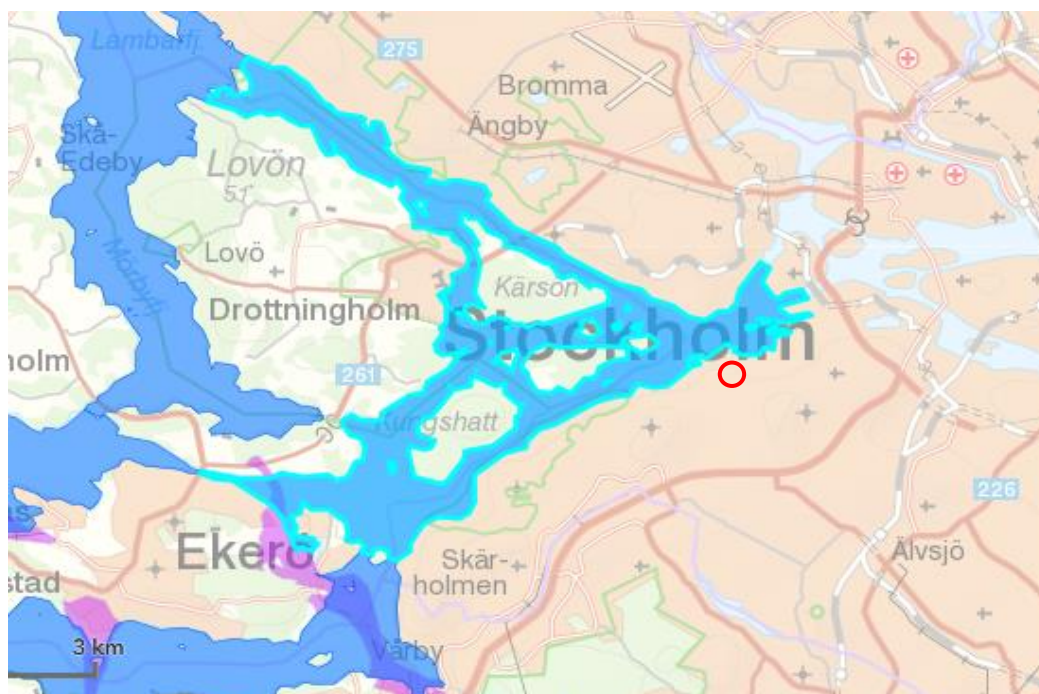 Lambarfj.
275
Bromma
Ängby
Skå-
Edeby
Lovön
51
Lovö
Mörbyfj.
Kärsön
Drottningholm
Stockholm
holm
261
Kungshatt
226
Ekerö
Skär-
holmen
Älvsjö
stad
3 km
Vårby